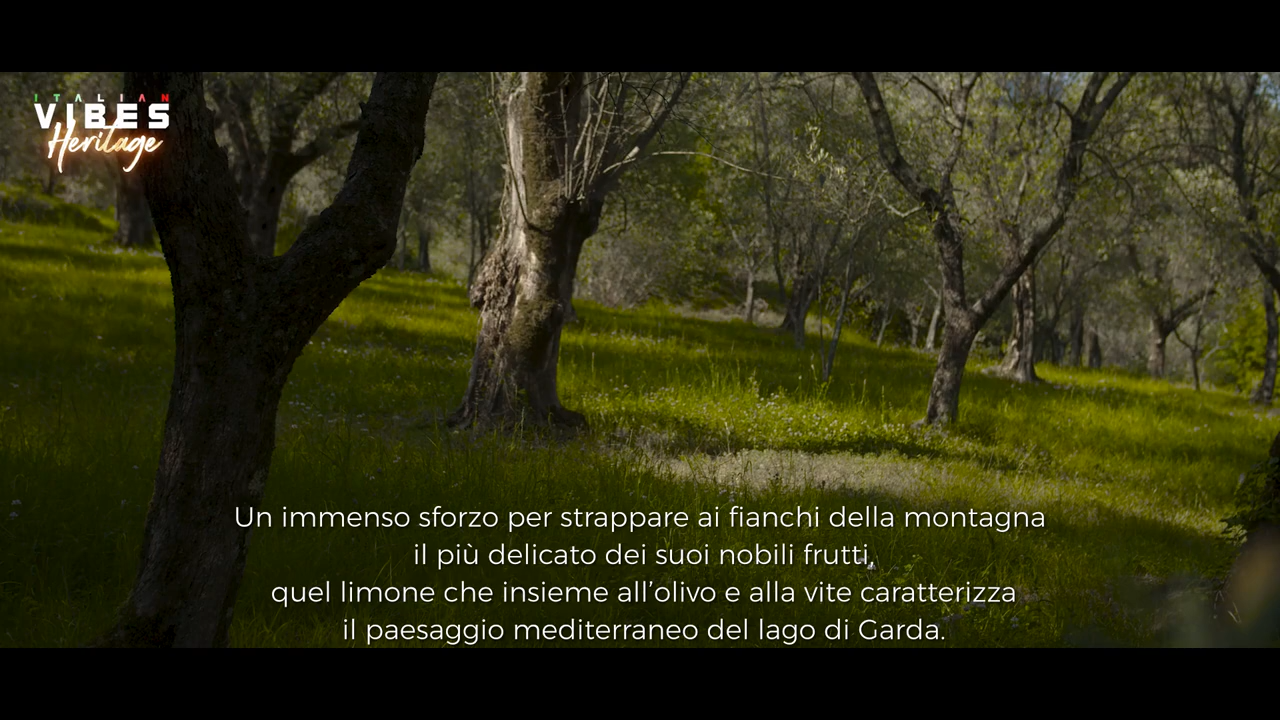 ITALIAN
VIBES
Heritage
Un immenso sforzo per strappare ai fianchi della montagna
il più delicato dei suoi nobili frutti,
quel limone che insieme all’olivo e alla vite caratterizza
il paesaggio mediterraneo del lago di Garda.